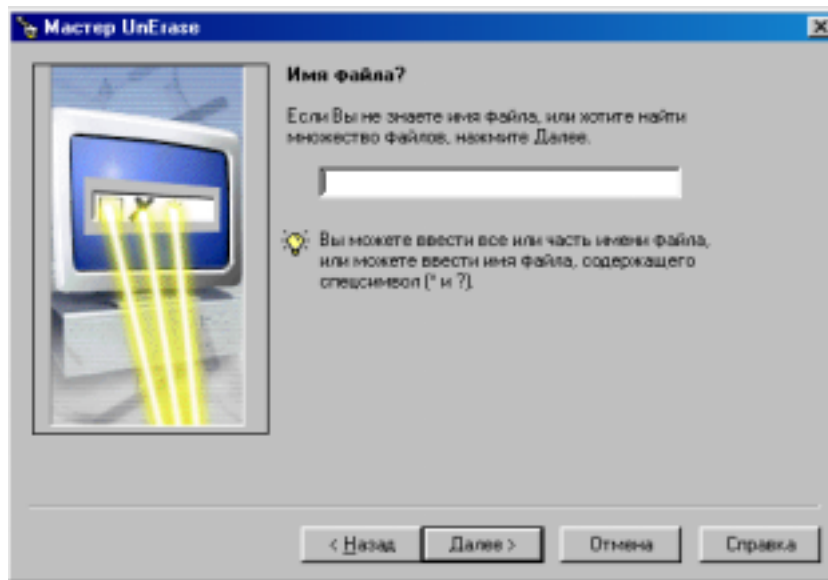 Мастер UnErase
Имя файла?
Если Вы не знаете имя файла, или хотите найти
множество файлов, нажмите Далее.
Вы можете ввести все или часть имени файла,
или можете ввести имя файла, содержащего
спецсимвол (* и ?).
< Назад
Далее >
Отмена
Справка